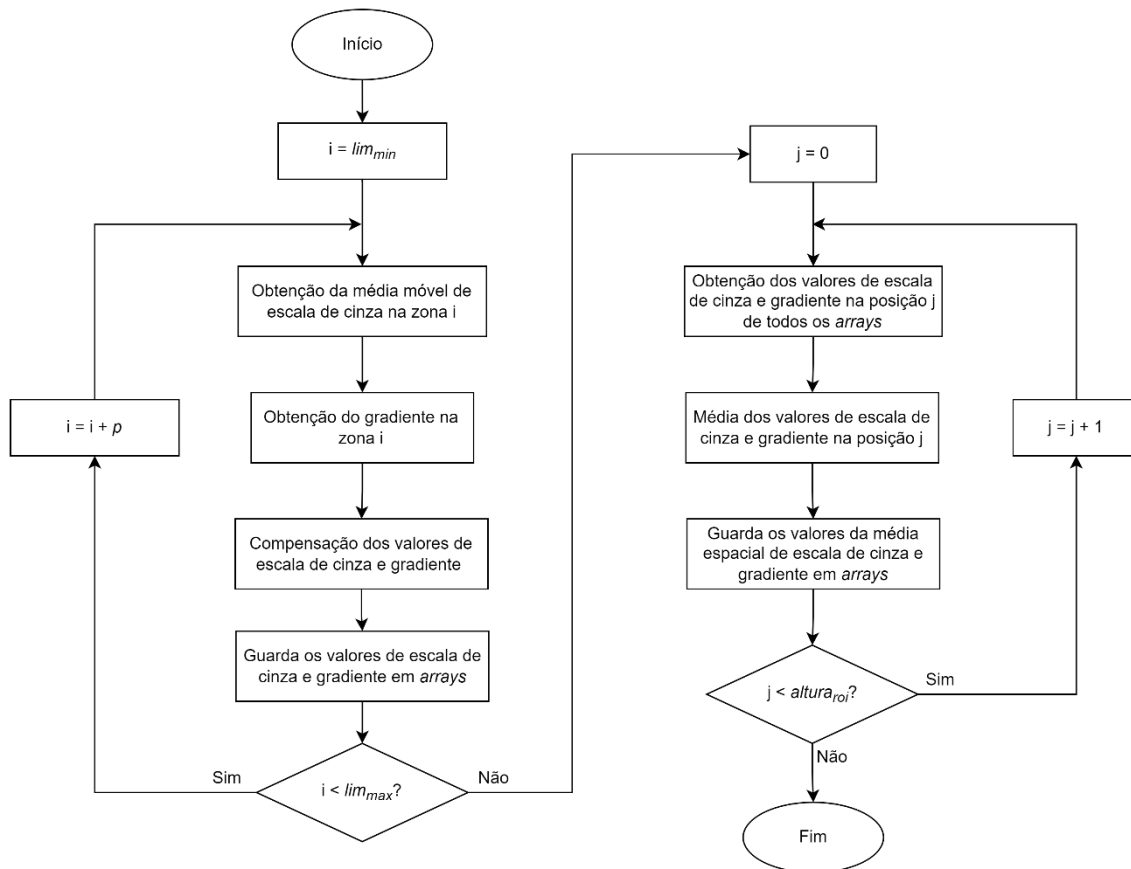 Início
i = lim_min
Obtenção da média móvel de
escala de cinza na zona i
Obtenção do gradiente na
zona i
i = i + p
Compensação dos valores de
escala de cinza e gradiente
Guarda os valores de escala de
cinza e gradiente em arrays
Sim
i < lim_max?
Não
j = 0
Obtenção dos valores de escala
de cinza e gradiente na posição j
de todos os arrays
Média dos valores de escala de
cinza e gradiente na posição j
j = j + 1
Guarda os valores da média
espacial de escala de cinza e
gradiente em arrays
j < altura_roi?
Sim
Não
Fim